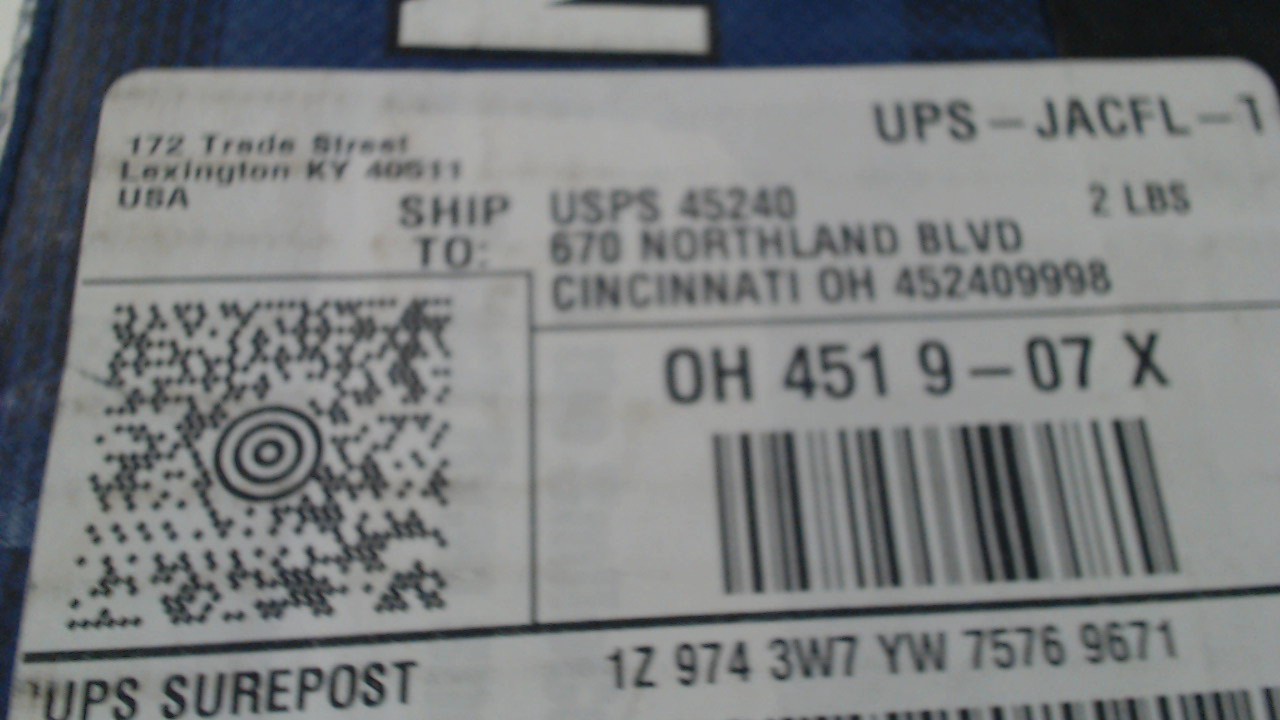 UPS-JACFL-T
172 Trade Street
Lexington KY 40511
USA
SHIP TO:
USPS 45240
2 LBS
670 NORTHLAND BLVD
CINCINNATI OH 452409998
OH 451 9-07 X
UPS SUREPOST
1Z 974 3W7 YW 7576 9671